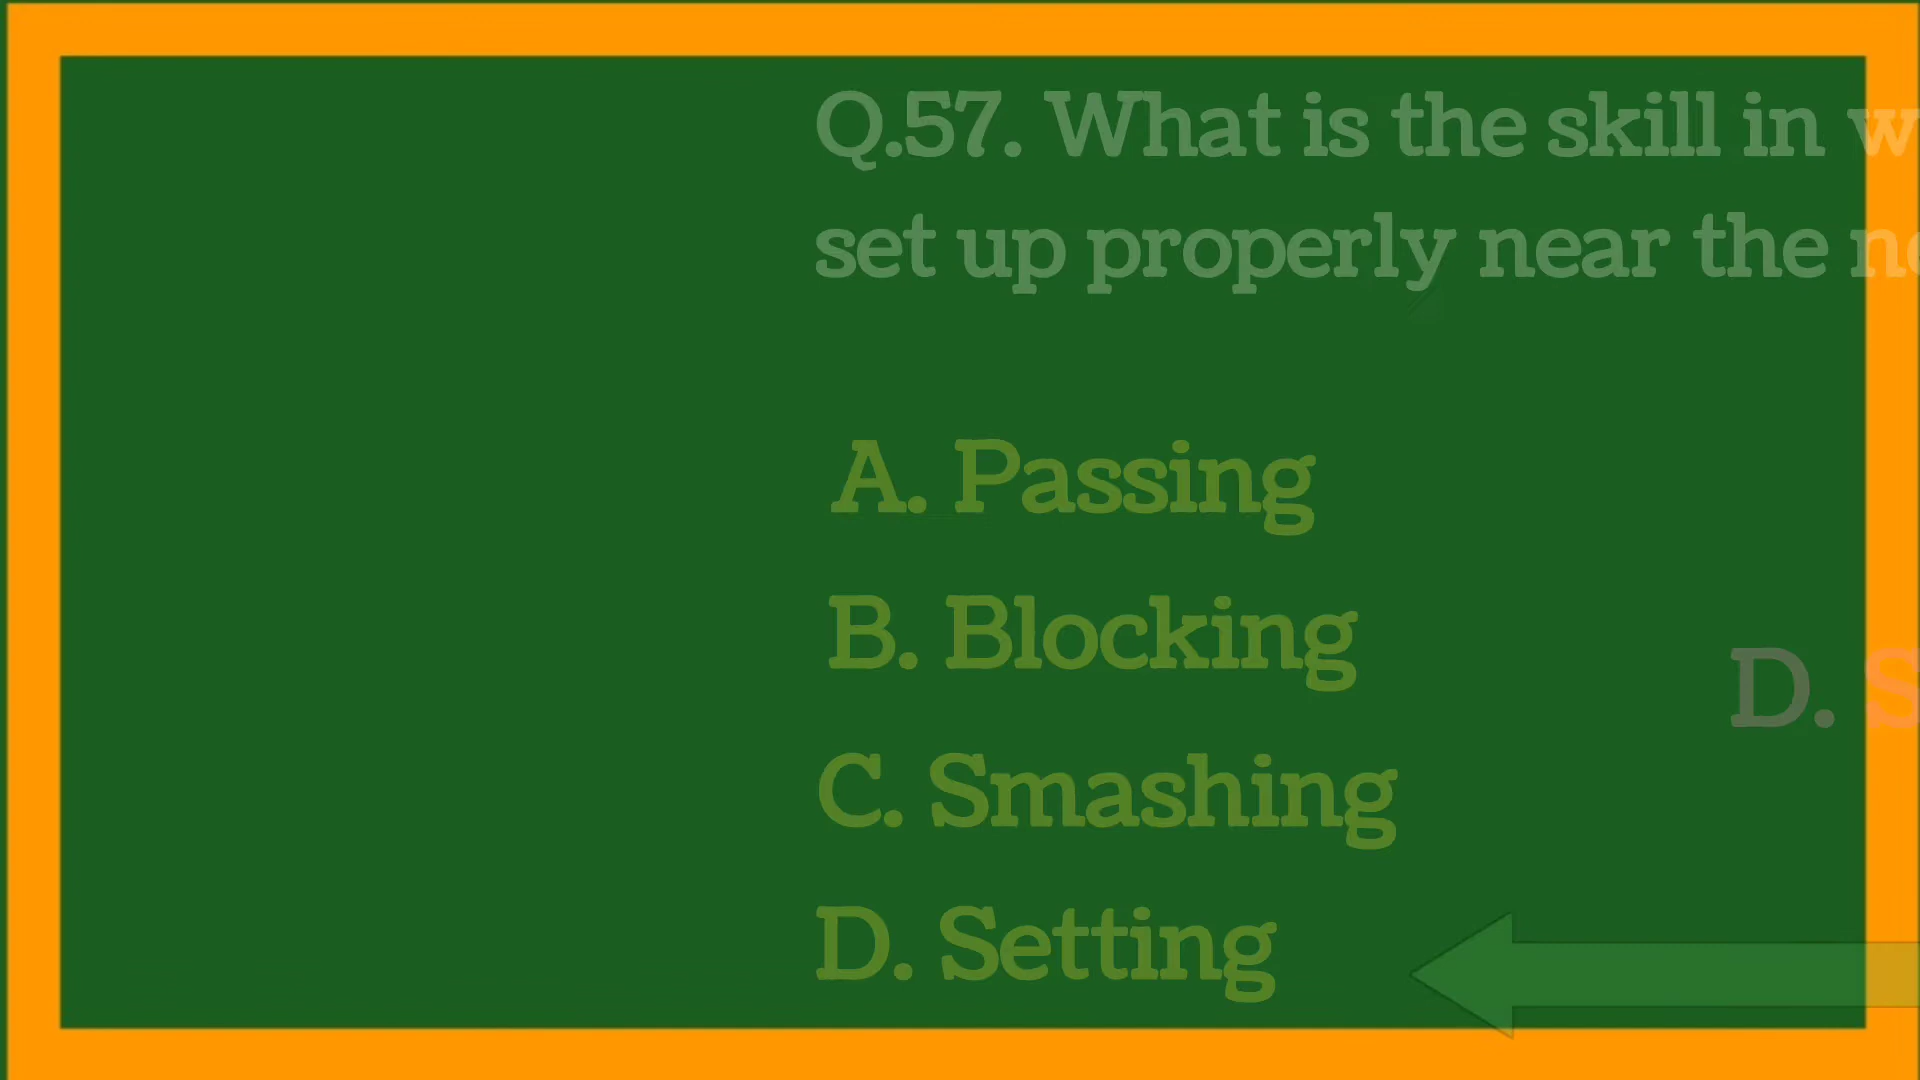 Q.57. What is the skill in
set up properly near the
A. Passing
B. Blocking
C. Smashing
D. Setting
D.